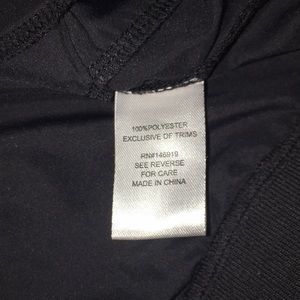 100%POLYESTER
EXCLUSIVE OF TRIMS
RN#146919
SEE REVERSE
FOR CARE
MADE IN CHINA